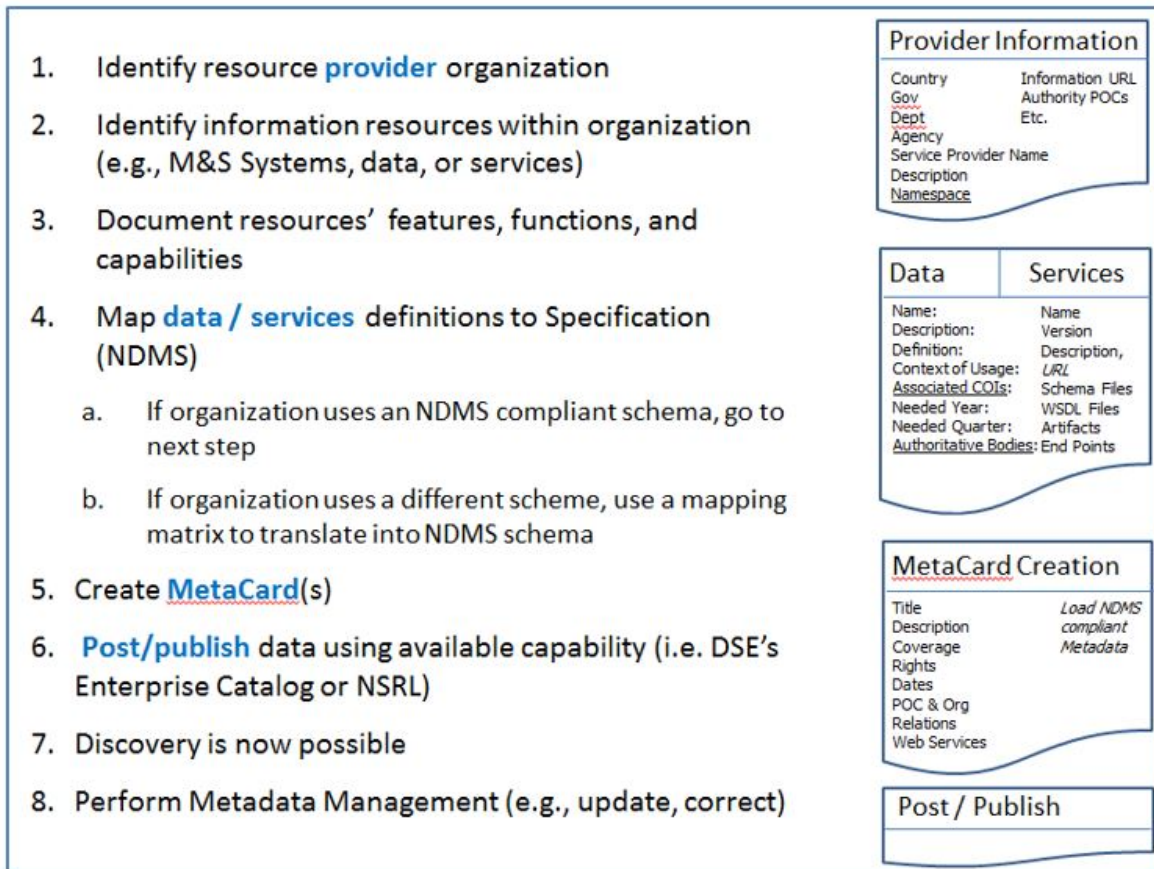 1. Identify resource provider organization
2. Identify information resources within organization
(e.g., M&S Systems, data, or services)
3. Document resources’ features, functions, and
capabilities
4. Map data / services definitions to Specification
(NDMS)
a. If organization uses an NDMS compliant schema, go to
next step
b. If organization uses a different scheme, use a mapping
matrix to translate into NDMS schema
5. Create MetaCard(s)
6. Post/publish data using available capability (i.e. DSE’s
Enterprise Catalog or NSRL)
7. Discovery is now possible
8. Perform Metadata Management (e.g., update, correct)
Provider Information
Country
Gov
Dept
Agency
Service Provider Name
Description
Namespace
Information URL
Authority POCs
Etc.
Data
Name:
Description:
Definition:
Context of Usage:
Associated COIs:
Needed Year:
Needed Quarter:
Authoritative Bodies:
Services
Name
Version
Description,
URL
Schema Files
WSDL Files
Artifacts
End Points
MetaCard Creation
Title
Description
Coverage
Rights
Dates
POC & Org
Relations
Web Services
Load NDMS
compliant
Metadata
Post / Publish